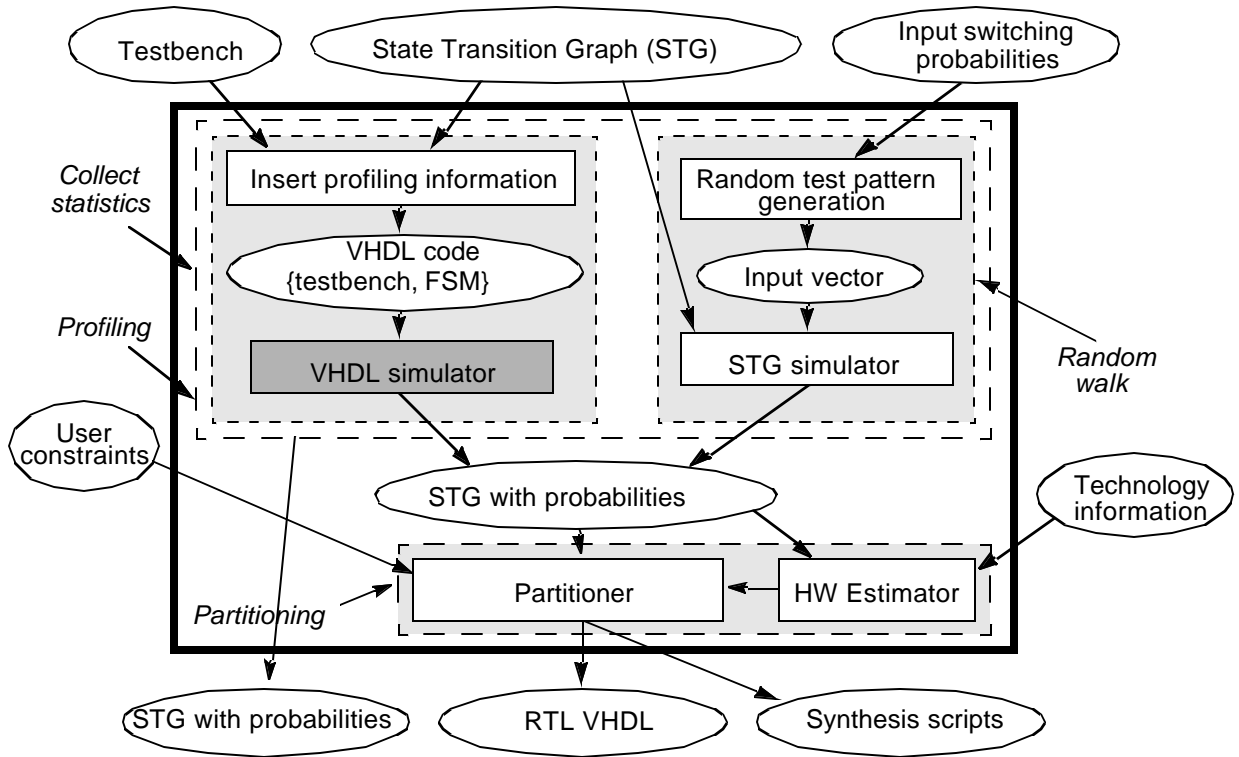 Testbench
State Transition Graph (STG)
Input switching
probabilities
Collect
statistics
Insert profiling information
Random test pattern
generation
VHDL code
{testbench, FSM}
Input vector
Profiling
VHDL simulator
STG simulator
Random
walk
User
constraints
STG with probabilities
Technology
information
Partitioner
HW Estimator
Partitioning
STG with probabilities
RTL VHDL
Synthesis scripts